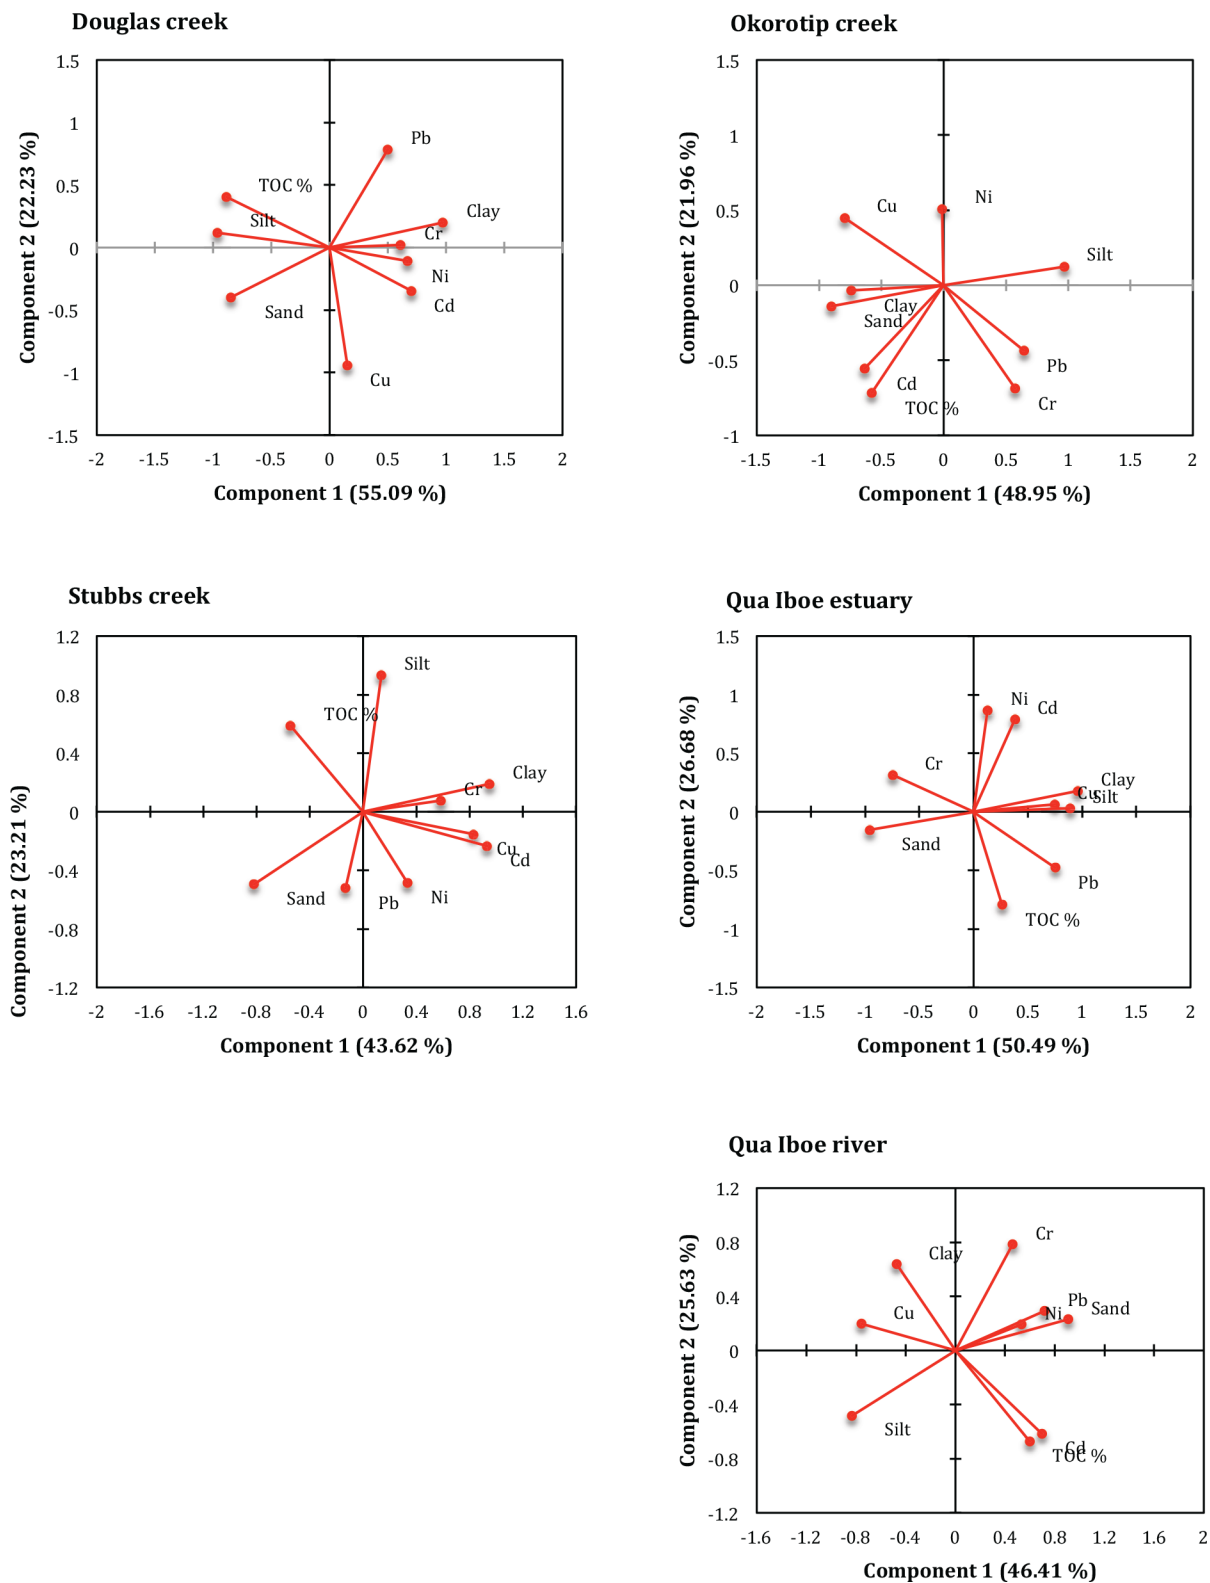 Douglas creek
Component 2 (22.23 %)
1.5
1
0.5
0
-0.5
-1
-1.5
Pb
TOC %
Clay
Silt
Cr
Ni
Cd
Sand
Cu
-2 -1.5 -1 -0.5 0 0.5 1 1.5 2
Component 1 (55.09 %)
Okorotip creek
Component 2 (21.96 %)
1.5
1
0.5
0
-0.5
-1
Ni
Cu
Silt
Clay
Sand
Pb
Cd
Cr
TOC %
-1.5 -1 -0.5 0 0.5 1 1.5 2
Component 1 (48.95 %)
Stubbs creek
Component 2 (23.21 %)
1.2
0.8
0.4
0
-0.4
-0.8
-1.2
Silt
TOC %
Clay
Cr
Cu
Cd
Sand
Pb
Ni
-2 -1.6 -1.2 -0.8 -0.4 0 0.4 0.8 1.2 1.6
Component 1 (43.62 %)
Qua Iboe estuary
Component 2 (26.68 %)
1.5
1
0.5
0
-0.5
-1
-1.5
Ni
Cd
Cr
Clay
Cu
Silt
Sand
Pb
TOC %
-2 -1.5 -1 -0.5 0 0.5 1 1.5 2
Component 1 (50.49 %)
Qua Iboe river
Component 2 (25.63 %)
1.2
0.8
0.4
0
-0.4
-0.8
-1.2
Cr
Clay
Pb
Sand
Cu
Ni
Silt
Cd
TOC %
-1.6 -1.2 -0.8 -0.4 0 0.4 0.8 1.2 1.6 2
Component 1 (46.41 %)